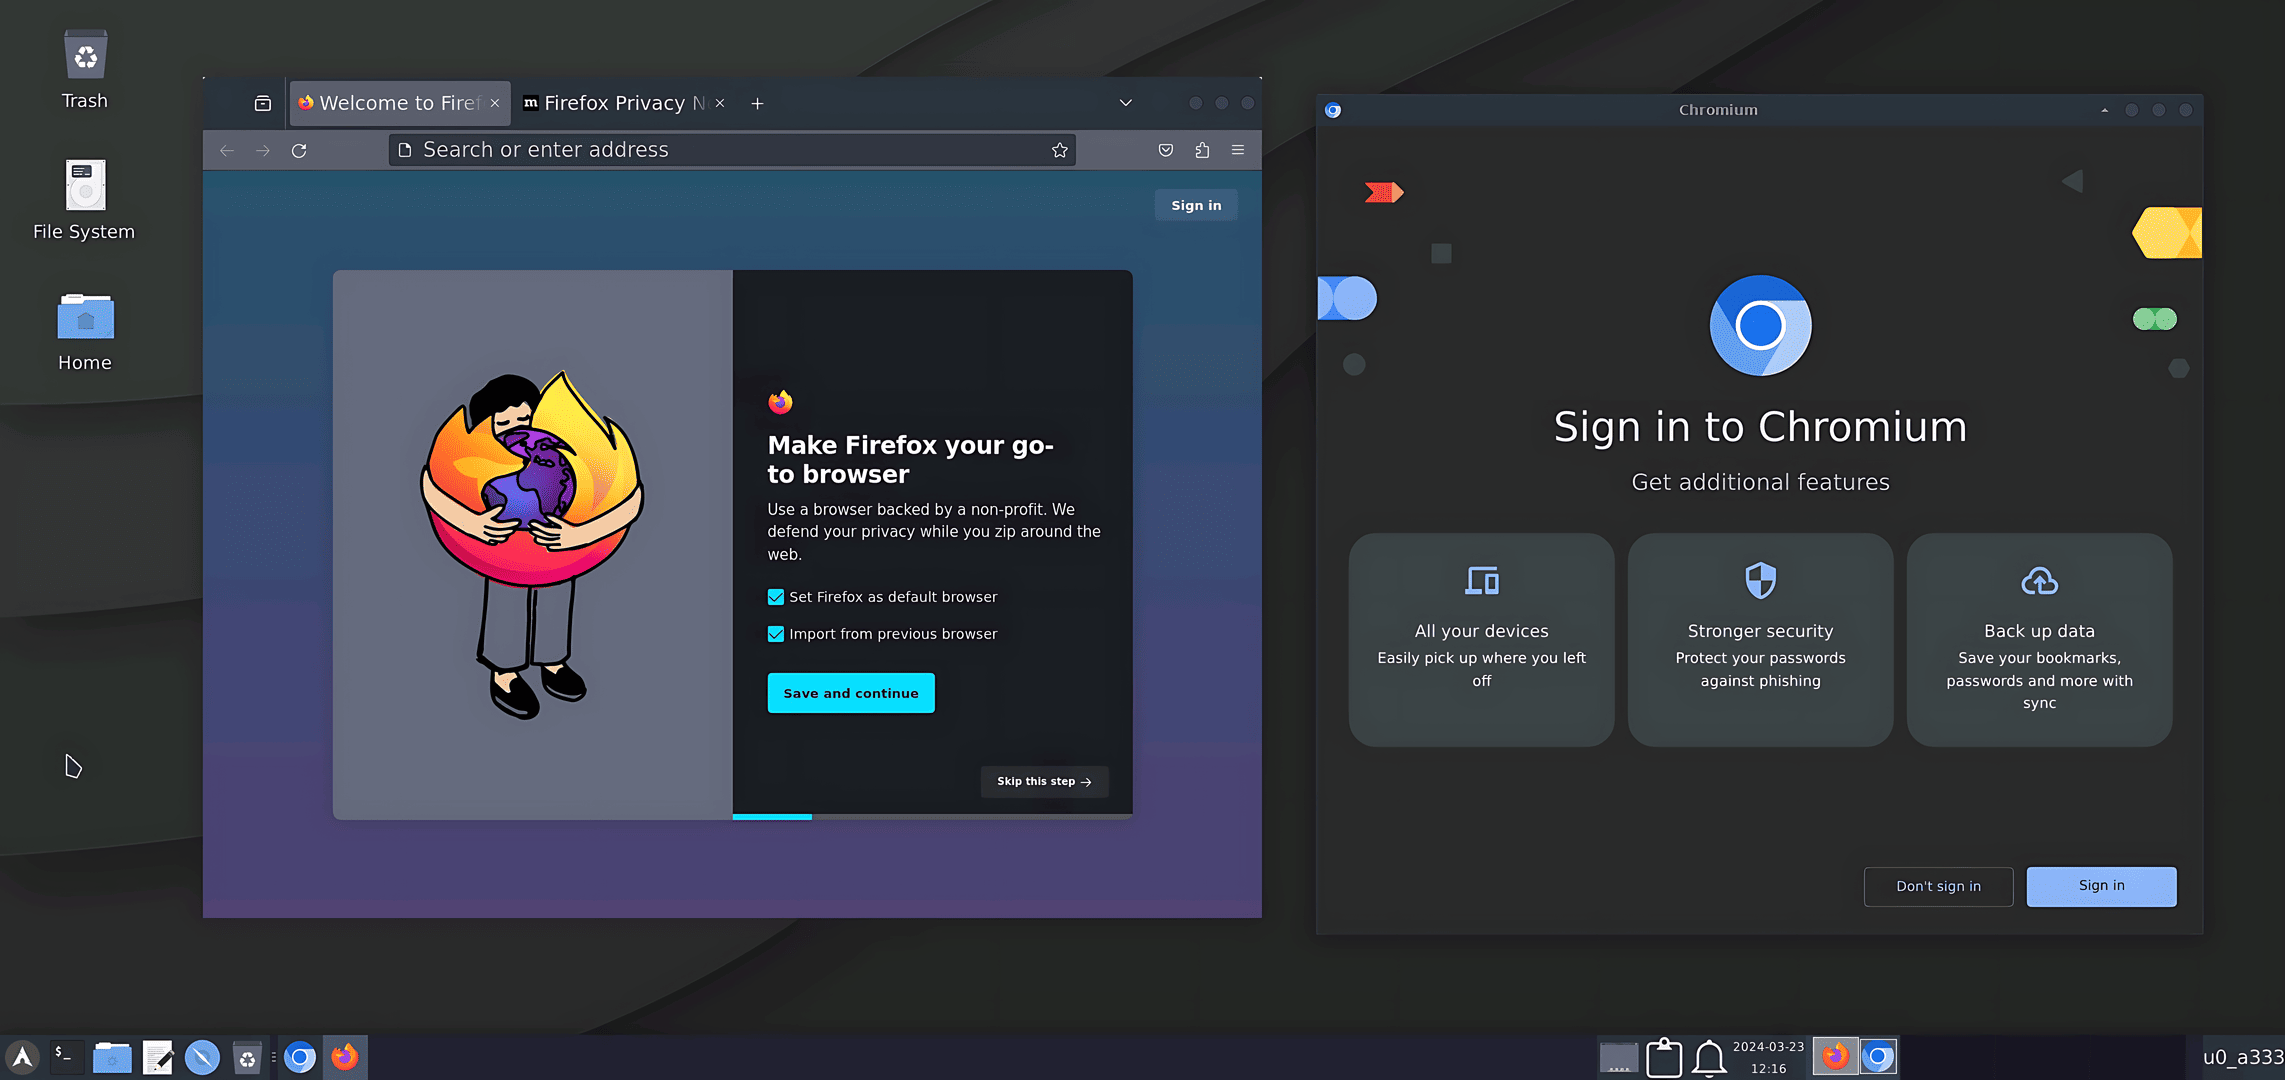 Trash
File System
Home
Welcome to Firef
Firefox Privacy N
Search or enter address
Sign in
Make Firefox your go-
to browser
Use a browser backed by a non-profit. We
defend your privacy while you zip around the
web.
Set Firefox as default browser
Import from previous browser
Save and continue
Skip this step →
Chromium
Sign in to Chromium
Get additional features
All your devices
Easily pick up where you left
off
Stronger security
Protect your passwords
against phishing
Back up data
Save your bookmarks,
passwords and more with
sync
Don't sign in
Sign in
$_
2024-03-23
12:16
u0_a333